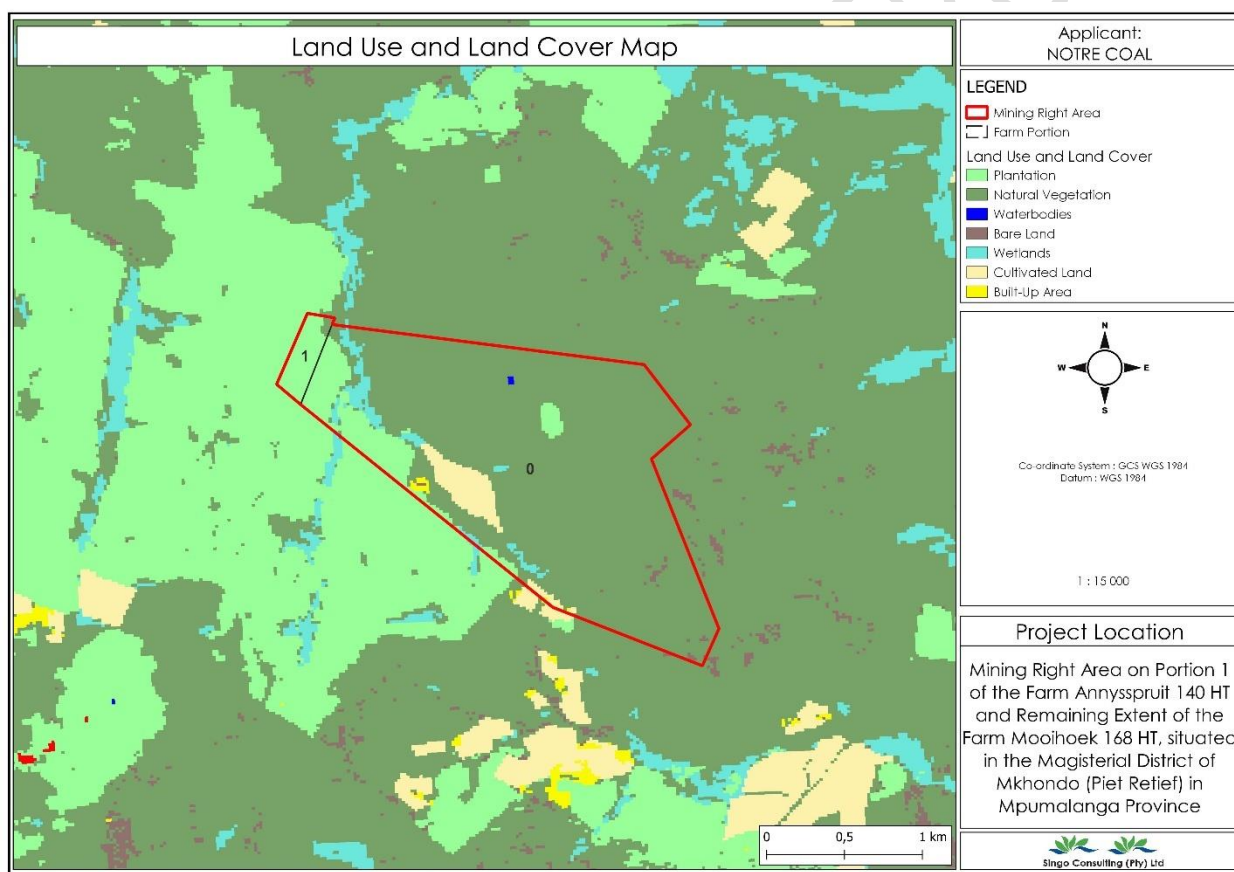 Land Use and Land Cover Map
Applicant:
NOTRE COAL
LEGEND
Mining Right Area
Farm Portion
Land Use and Land Cover
Plantation
Natural Vegetation
Waterbodies
Bare Land
Wetlands
Cultivated Land
Built-Up Area
1
0
N
W
E
S
Co-ordinate System : GCS WGS 1984
Datum : WGS 1984
1 : 15 000
Project Location
Mining Right Area on Portion 1
of the Farm Annysspruit 140 HT
and Remaining Extent of the
Farm Mooihoek 168 HT, situated
in the Magisterial District of
Mkhondo (Piet Retief) in
Mpumalanga Province
0 0,5 1 km
Singo Consulting (Pty) Ltd